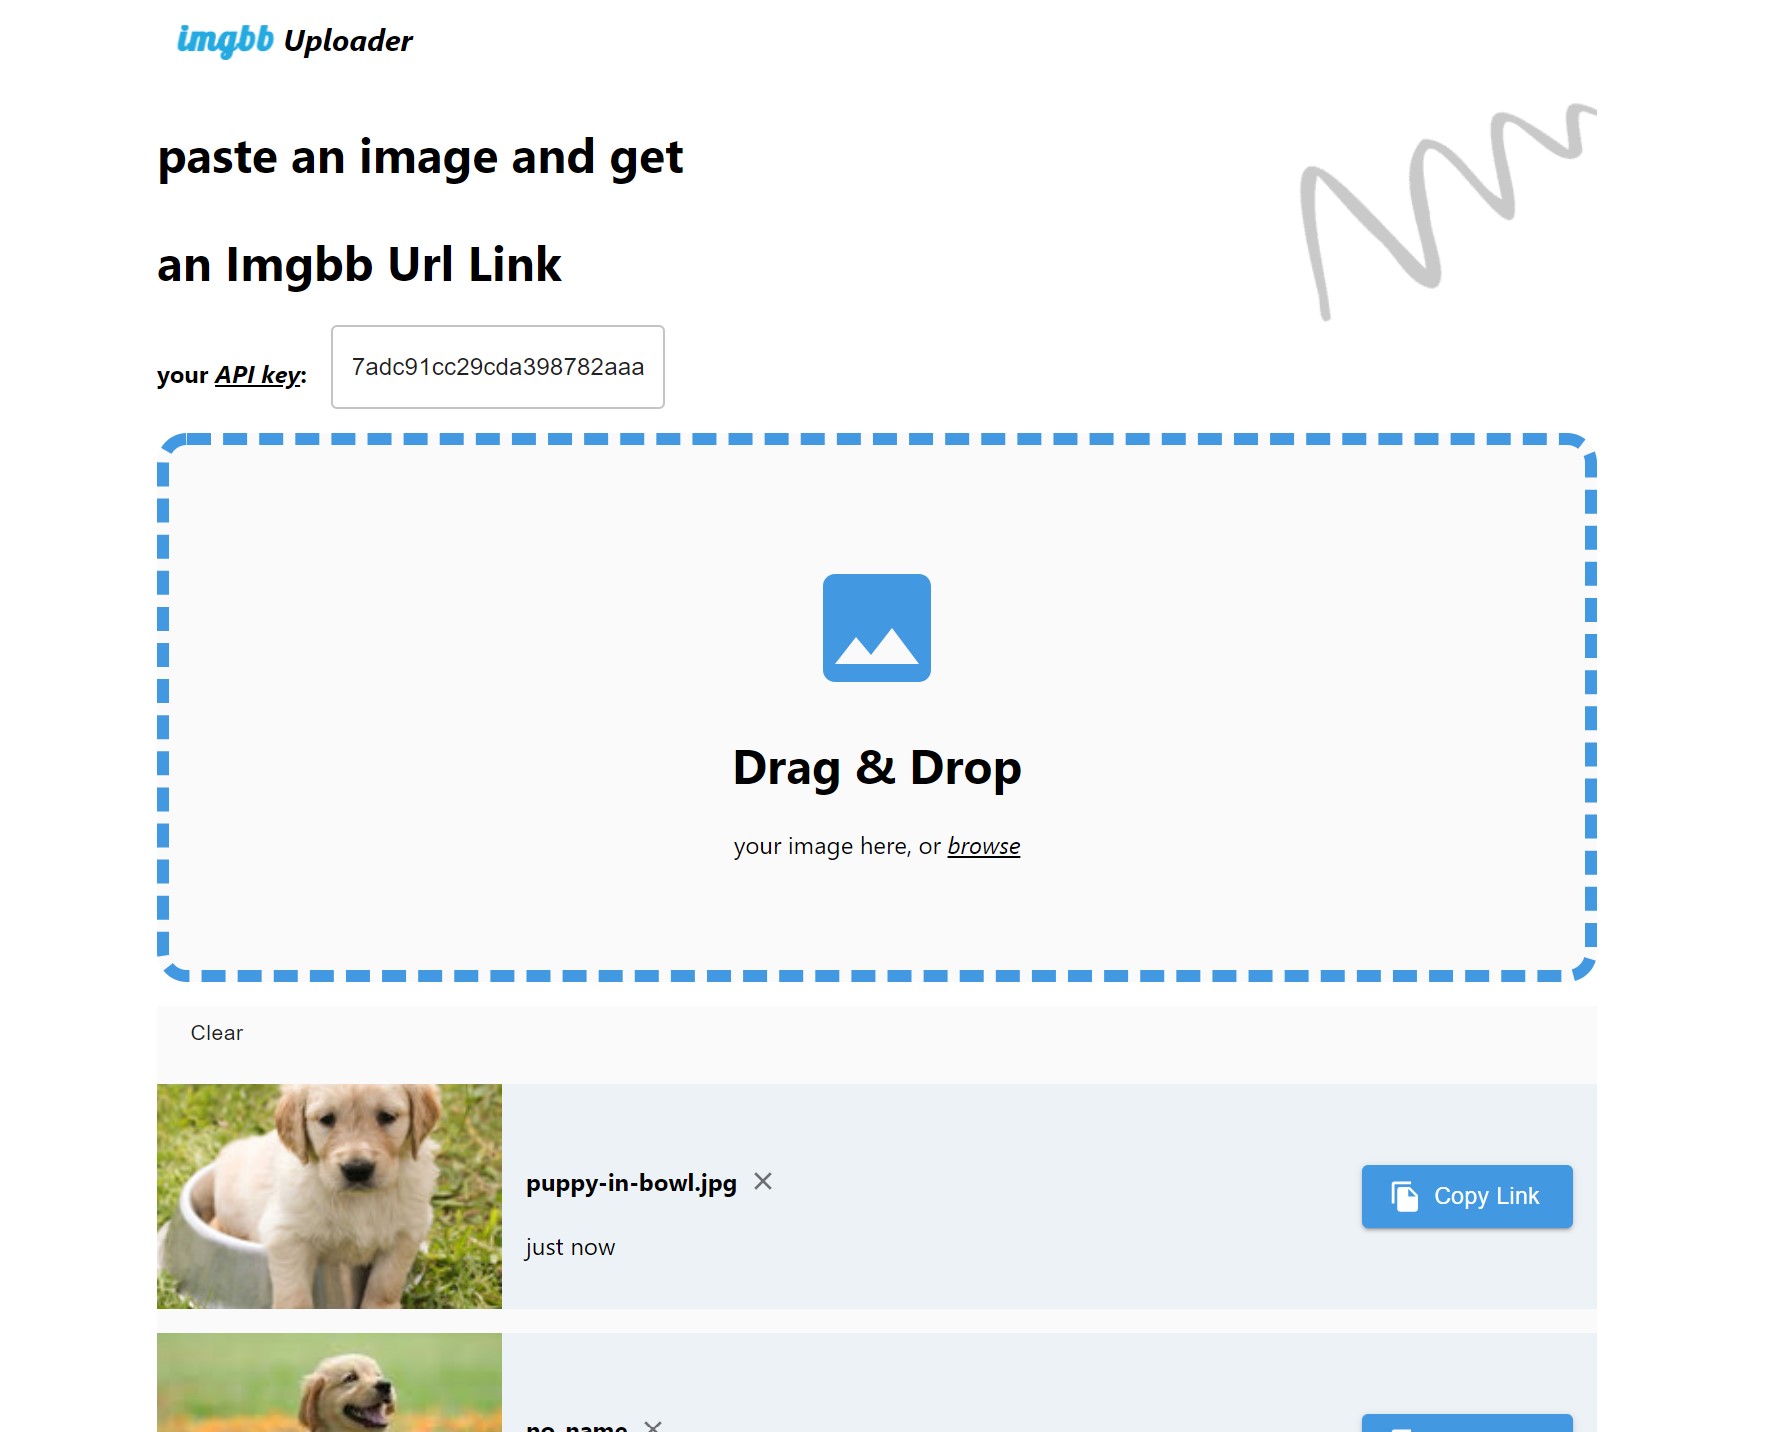 imgbb Uploader
paste an image and get
an Imgbb Url Link
your API key: 7adc91cc29cda398782aaa
Drag & Drop
your image here, or browse
Clear
puppy-in-bowl.jpg
Copy Link
just now